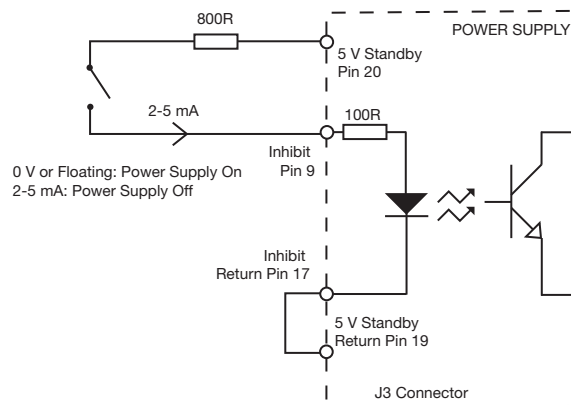 800R
POWER SUPPLY
5 V Standby
Pin 20
2-5 mA
100R
Inhibit
Pin 9
0 V or Floating: Power Supply On
2-5 mA: Power Supply Off
Inhibit
Return Pin 17
5 V Standby
Return Pin 19
J3 Connector